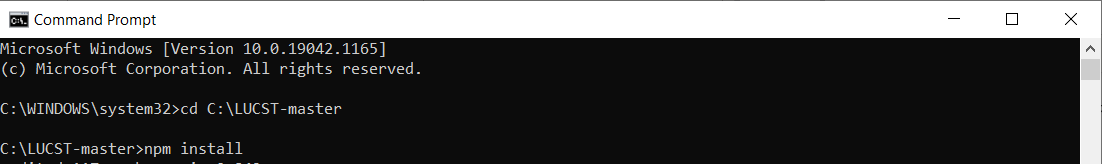 Command Prompt
Microsoft Windows [Version 10.0.19042.1165]
(c) Microsoft Corporation. All rights reserved.
C:\WINDOWS\system32>cd C:\LUCST-master
C:\LUCST-master>npm install